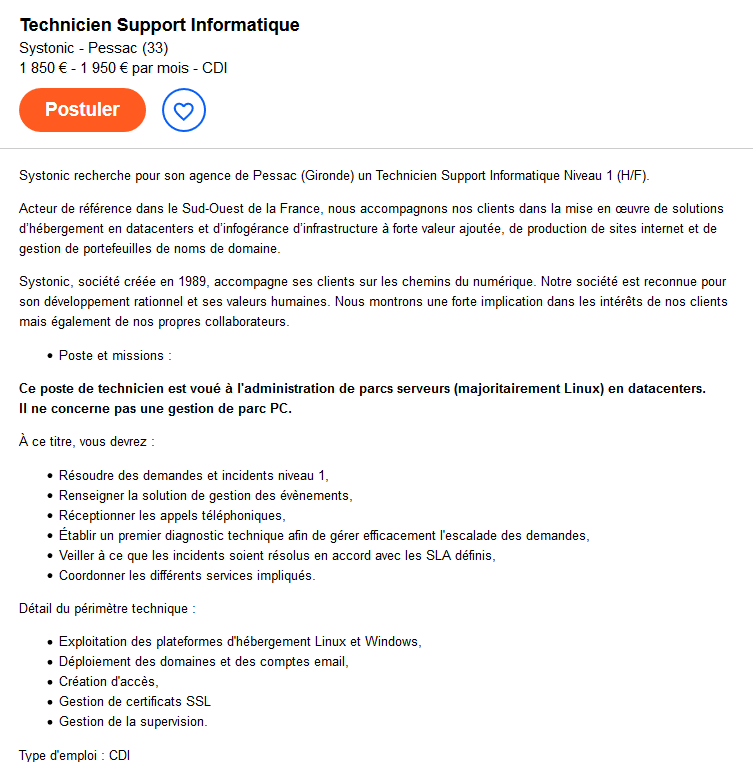 Technicien Support Informatique
Systonic - Pessac (33)
1 850 € - 1 950 € par mois - CDI
Postuler
Systonic recherche pour son agence de Pessac (Gironde) un Technicien Support Informatique Niveau 1 (H/F).
Acteur de référence dans le Sud-Ouest de la France, nous accompagnons nos clients dans la mise en œuvre de solutions
d'hébergement en datacenters et d'infogérance d'infrastructure à forte valeur ajoutée, de production de sites internet et de
gestion de portefeuilles de noms de domaine.
Systonic, société créée en 1989, accompagne ses clients sur les chemins du numérique. Notre société est reconnue pour
son développement rationnel et ses valeurs humaines. Nous montrons une forte implication dans les intérêts de nos clients
mais également de nos propres collaborateurs.
• Poste et missions :
Ce poste de technicien est voué à l'administration de parcs serveurs (majoritairement Linux) en datacenters.
Il ne concerne pas une gestion de parc PC.
À ce titre, vous devrez :
• Résoudre des demandes et incidents niveau 1,
• Renseigner la solution de gestion des évènements,
• Réceptionner les appels téléphoniques,
• Établir un premier diagnostic technique afin de gérer efficacement l'escalade des demandes,
• Veiller à ce que les incidents soient résolus en accord avec les SLA définis,
• Coordonner les différents services impliqués.
Détail du périmètre technique :
• Exploitation des plateformes d'hébergement Linux et Windows,
• Déploiement des domaines et des comptes email,
• Création d'accès,
• Gestion de certificats SSL
• Gestion de la supervision.
Type d'emploi : CDI